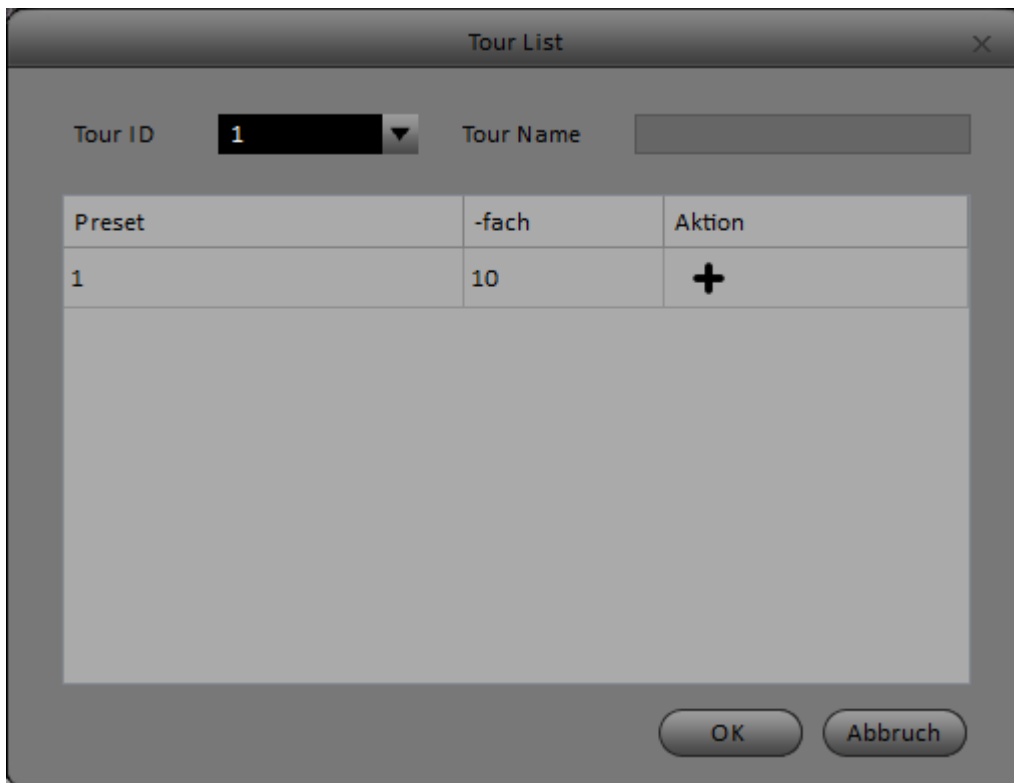 Tour List
Tour ID 1 Tour Name
Preset -fach Aktion
1 10
OK Abbruch